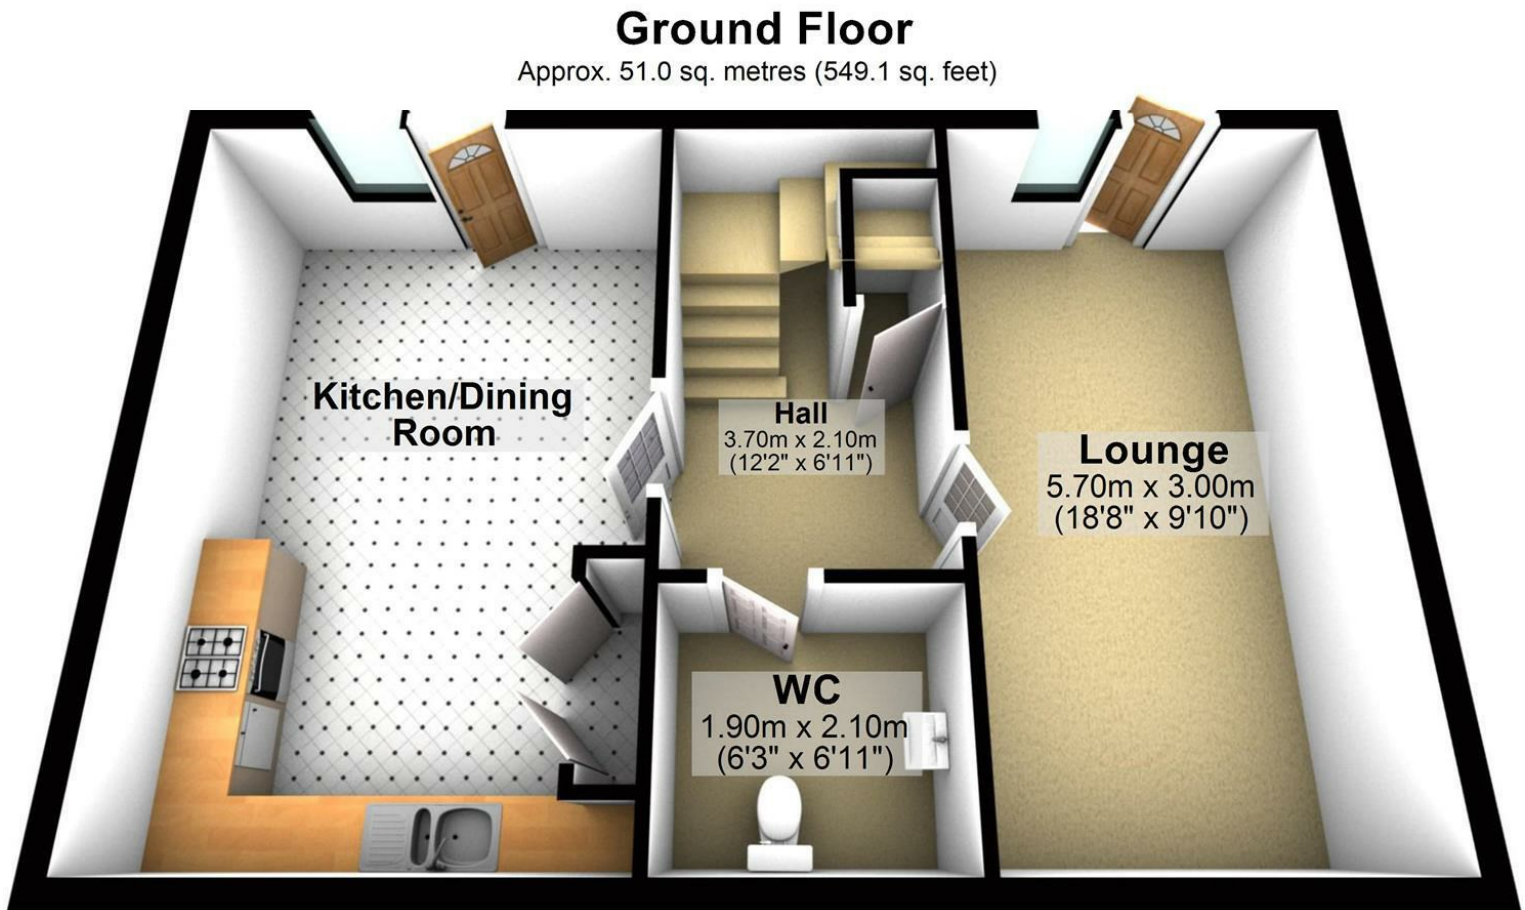 Ground Floor
Approx. 51.0 sq. metres (549.1 sq. feet)
Kitchen/Dining
Room
Hall
3.70m x 2.10m
(12'2" x 6'11")
Lounge
5.70m x 3.00m
(18'8" x 9'10")
WC
1.90m x 2.10m
(6'3" x 6'11")